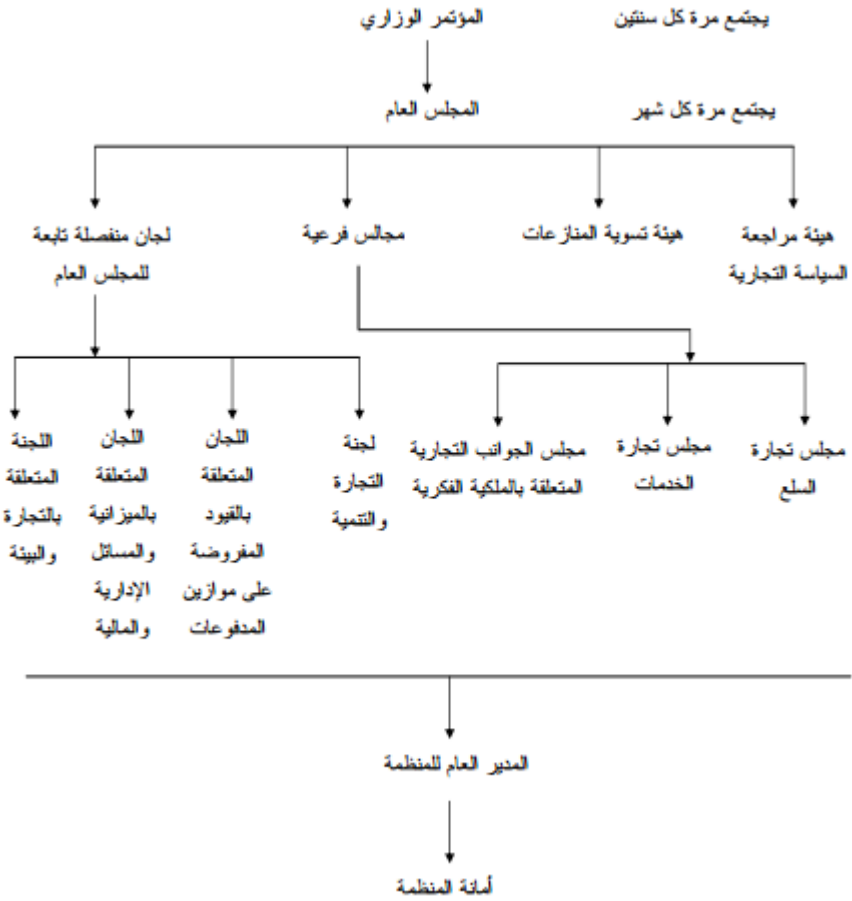 يجتمع مرة كل سنتين
المؤتمر الوزاري
يجتمع مرة كل شهر
المجلس العام
هيئة مراجعة
السياسة التجارية
هيئة تسوية المنازعات
مجالس فرعية
لجان منفصلة تابعة
للمجلس العام
مجلس تجارة
السلع
مجلس تجارة
الخدمات
مجلس الجوانب التجارية
المتعلقة بالملكية الفكرية
لجنة
التجارة
والتنمية
اللجان
المتعلقة
بالقيود
المفروضة
على موازين
المدفوعات
اللجان
المتعلقة
بالميزانية
والمسائل
الإدارية
والمالية
اللجنة
المتعلقة
بالتجارة
والبيئة
المدير العام للمنظمة
أمانة المنظمة